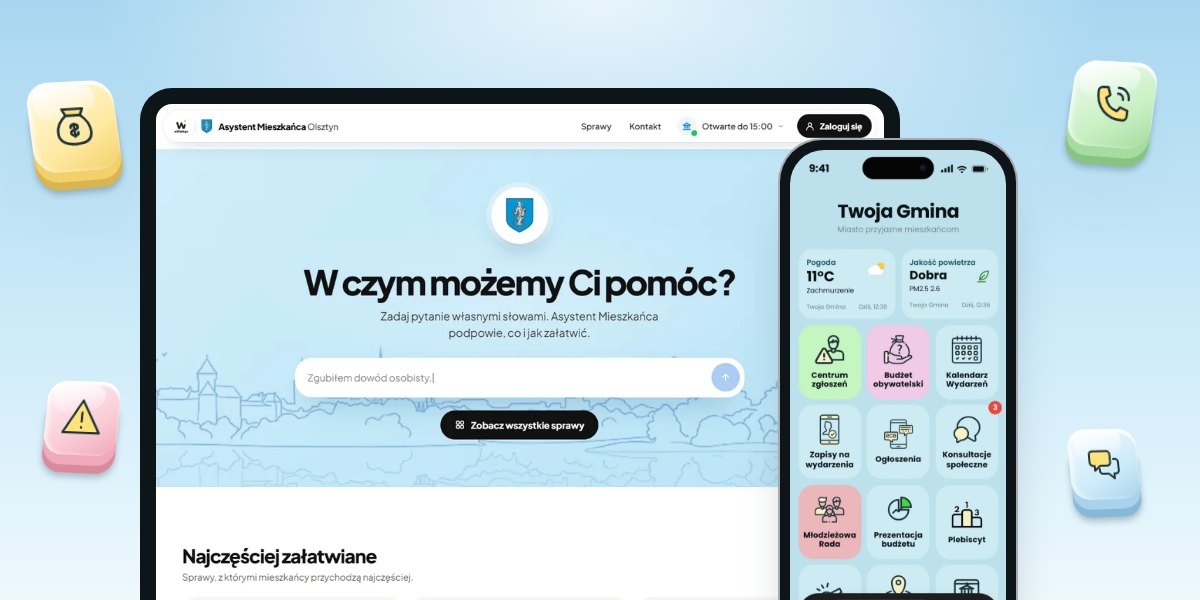 Asystent Mieszkańca Olsztyn
Sprawy
Kontakt
Otwarte do 15:00
Zaloguj się
W czym możemy Ci pomóc?
Zadaj pytanie własnymi słowami. Asystent Mieszkańca
podpowie, co i jak załatwić.
Zgubiłem dowód osobisty,
Zobacz wszystkie sprawy
Najczęściej załatwiane
Sprawy, z którymi mieszkańcy przychodzą najczęściej.
9:41
Twoja Gmina
Miasto przyjazne mieszkańcom
Pogoda
11°C
Zachmurzenie
Twoja Gmina
Dziś, 12:36
Jakość powietrza
Dobra
PM2.5 2,6
Twoja Gmina
Dziś, 12:36
Centrum
zgłoszeń
Budżet
obywatelski
Kalendarz
Wydarzeń
Zapisy na
wydarzenia
Ogłoszenia
3
Konsultacje
społeczne
Młodzieżowa
Rada
Prezentacja
budżetu
2 1 3
Plebiscyt